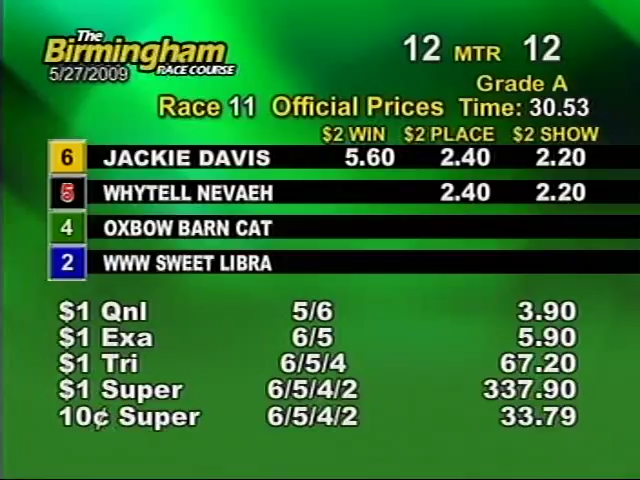 The
Birmingham
RACE COURSE
5/27/2009
12 MTR 12
Grade A
Race 11 Official Prices Time: 30.53
$2 WIN $2 PLACE $2 SHOW
6 JACKIE DAVIS 5.60 2.40 2.20
5 WHYTELL NEVAEH 2.40 2.20
4 OXBOW BARN CAT
2 WWW SWEET LIBRA
$1 Qnl 5/6 3.90
$1 Exa 6/5 5.90
$1 Tri 6/5/4 67.20
$1 Super 6/5/4/2 337.90
10¢ Super 6/5/4/2 33.79